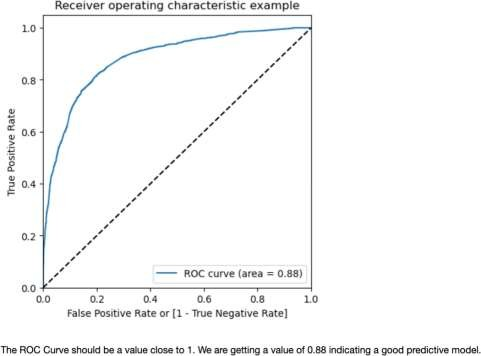 Receiver operating characteristic example
1.0
0.8
0.6
0.4
0.2
0.0
True Positive Rate
ROC curve (area = 0.88)
0.0 0.2 0.4 0.6 0.8 1.0
False Positive Rate or [1 - True Negative Rate]
The ROC Curve should be a value close to 1. We are getting a value of 0.88 indicating a good predictive model.